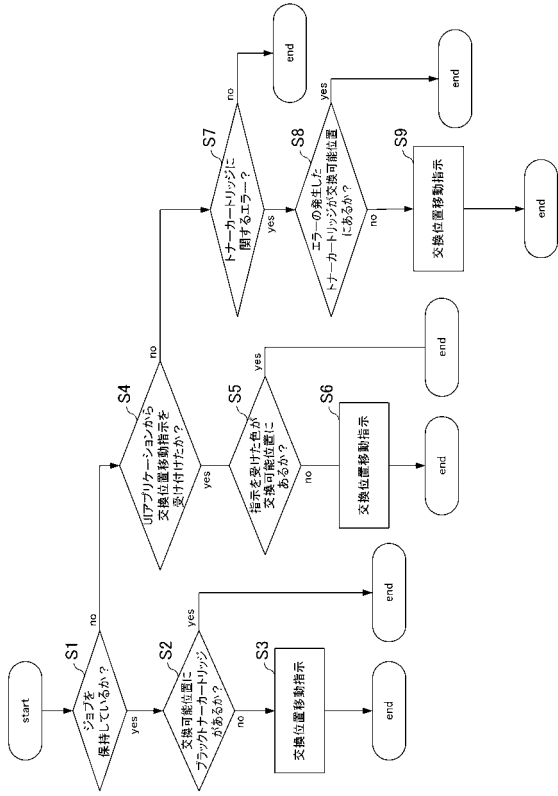 start
S1
ジョブを
保持しているか?
no
yes
S2
交換可能位置に
ブラックトナーカートリッジ
があるか?
yes
no
S3
交換位置移動指示
end
end
S4
UIアプリケーションから
交換位置移動指示を
受け付けたか?
no
yes
S5
指示を受けた色が
交換可能位置に
あるか?
yes
no
S6
交換位置移動指示
end
end
S7
トナーカートリッジに
関するエラー?
no
end
yes
S8
エラーの発生した
トナーカートリッジが交換可能位置
にあるか?
yes
no
S9
交換位置移動指示
end
end